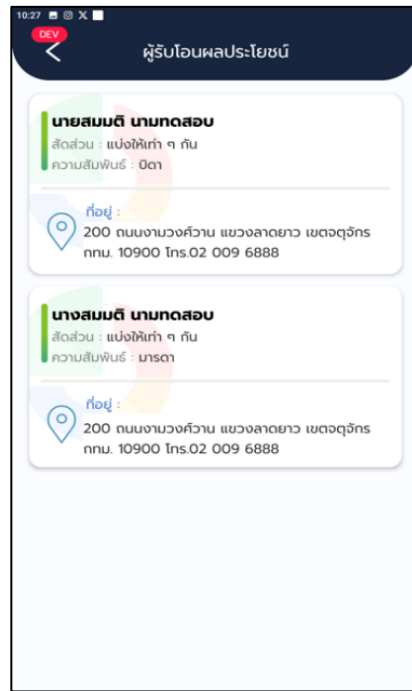 10:27
DEV
ผู้รับโอนผลประโยชน์
นายสมมติ นามทดสอบ
สัดส่วน : แบ่งให้เท่า ๆ กัน
ความสัมพันธ์ : บิดา
ที่อยู่ :
200 ถนนงามวงศ์วาน แขวงลาดยาว เขตจตุจักร
กทม. 10900 โทร.02 009 6888
นางสมมติ นามทดสอบ
สัดส่วน : แบ่งให้เท่า ๆ กัน
ความสัมพันธ์ : มารดา
ที่อยู่ :
200 ถนนงามวงศ์วาน แขวงลาดยาว เขตจตุจักร
กทม. 10900 โทร.02 009 6888